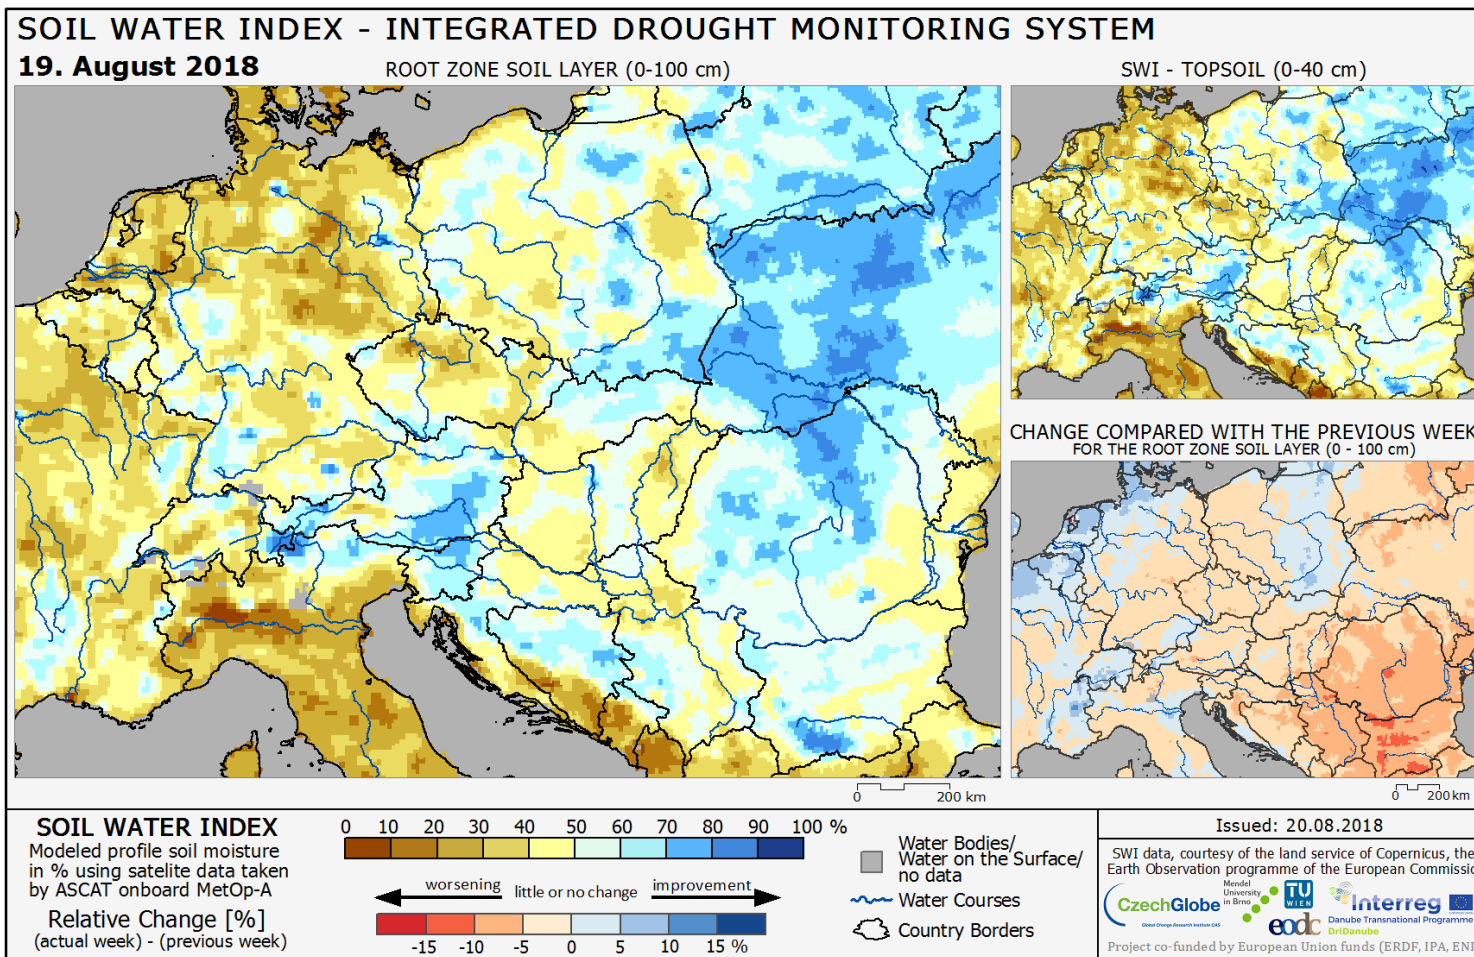 SOIL WATER INDEX - INTEGRATED DROUGHT MONITORING SYSTEM
19. August 2018
ROOT ZONE SOIL LAYER (0-100 cm)
SWI - TOPSOIL (0-40 cm)
CHANGE COMPARED WITH THE PREVIOUS WEEK
FOR THE ROOT ZONE SOIL LAYER (0 - 100 cm)
0 200 km
0 200 km
SOIL WATER INDEX
Modeled profile soil moisture
in % using satelite data taken
by ASCAT onboard MetOp-A
Relative Change [%]
(actual week) - (previous week)
0 10 20 30 40 50 60 70 80 90 100 %
worsening little or no change improvement
-15 -10 -5 0 5 10 15 %
Water Bodies/
Water on the Surface/
no data
Water Courses
Country Borders
Issued: 20.08.2018
SWI data, courtesy of the land service of Copernicus, the
Earth Observation programme of the European Commissio
CzechGlobe
Global Change Research Institute CAS
Mendel
University
in Brno
TU
WIEN
eodc
Interreg
Danube Transnational Programme
DriDanube
Project co-funded by European Union funds (ERDF, IPA, ENI